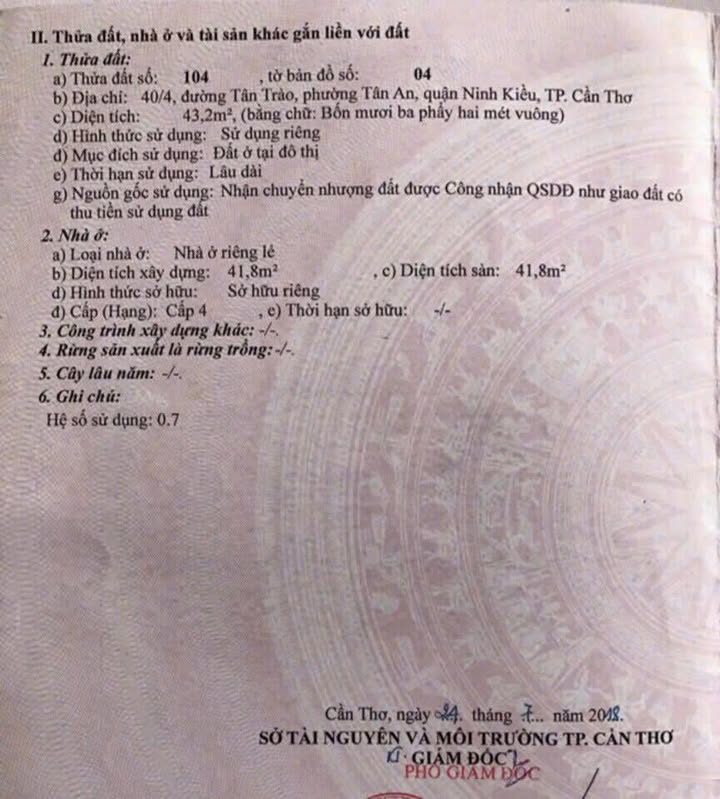 II. Thửa đất, nhà ở và tài sản khác gắn liền với đất
1. Thửa đất:
a) Thửa đất số: 104 , tờ bản đồ số: 04
b) Địa chỉ: 40/4, đường Tân Trào, phường Tân An, quận Ninh Kiều, TP. Cần Thơ
c) Diện tích: 43,2m², (bằng chữ: Bốn mươi ba phẩy hai mét vuông)
d) Hình thức sử dụng: Sử dụng riêng
đ) Mục đích sử dụng: Đất ở tại đô thị
e) Thời hạn sử dụng: Lâu dài
g) Nguồn gốc sử dụng: Nhận chuyển nhượng đất được Công nhận QSDĐ như giao đất có
thu tiền sử dụng đất
2. Nhà ở:
a) Loại nhà ở: Nhà ở riêng lẻ
b) Diện tích xây dựng: 41,8m² , c) Diện tích sàn: 41,8m²
d) Hình thức sở hữu: Sở hữu riêng
đ) Cấp (Hạng): Cấp 4 , e) Thời hạn sở hữu: -/-
3. Công trình xây dựng khác: -/-.
4. Rừng sản xuất là rừng trồng: -/-.
5. Cây lâu năm: -/-.
6. Ghi chú:
Hệ số sử dụng: 0.7
Cần Thơ, ngày 24. tháng .7... năm 2018.
SỞ TÀI NGUYÊN VÀ MÔI TRƯỜNG TP. CẦN THƠ
GIÁM ĐỐC
PHÓ GIÁM ĐỐC